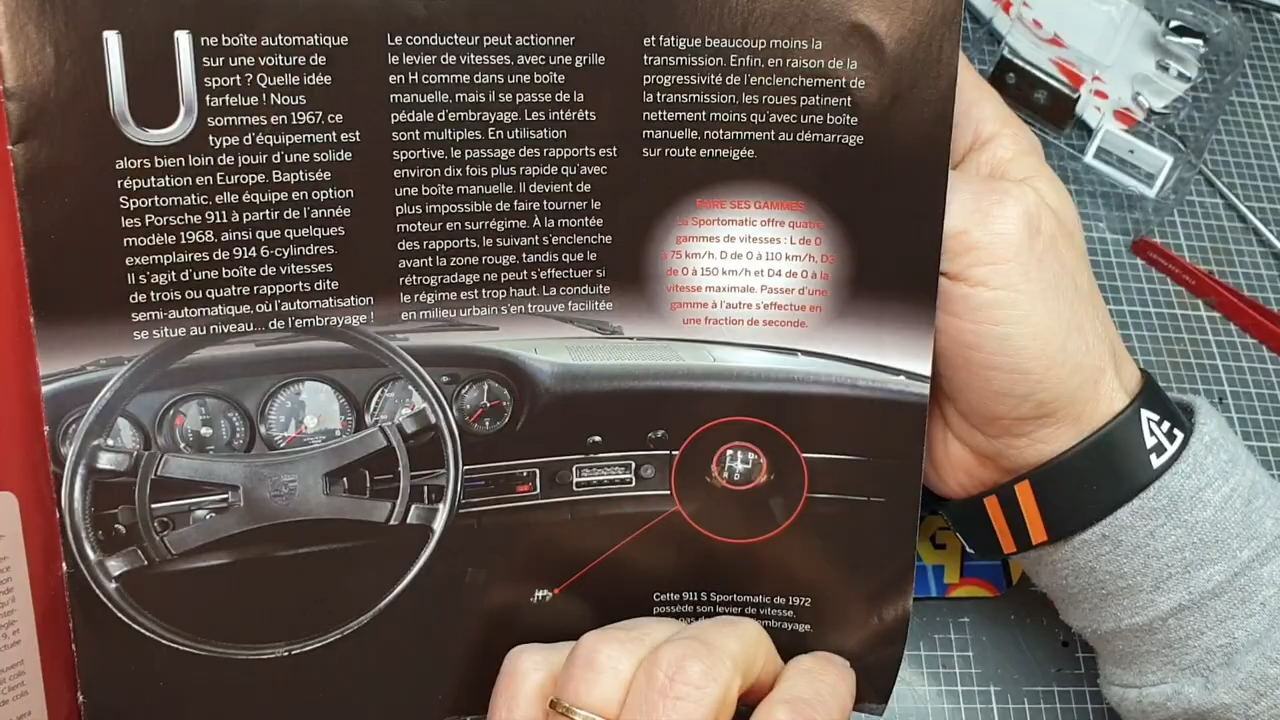 Une boîte automatique
sur une voiture de
sport ? Quelle idée
farfelue ! Nous
sommes en 1967, ce
type d'équipement est
alors bien loin de jouir d'une solide
réputation en Europe. Baptisée
Sportomatic, elle équipe en option
les Porsche 911 à partir de l'année
modèle 1968, ainsi que quelques
exemplaires de 914 6-cylindres.
Il s'agit d'une boîte de vitesses
de trois ou quatre rapports dite
semi-automatique, où l'automatisation
se situe au niveau... de l'embrayage !
Le conducteur peut actionner
le levier de vitesses, avec une grille
en H comme dans une boîte
manuelle, mais il se passe de la
pédale d'embrayage. Les intérêts
sont multiples. En utilisation
sportive, le passage des rapports est
environ dix fois plus rapide qu'avec
une boîte manuelle. Il devient de
plus impossible de faire tourner le
moteur en surrégime. À la montée
des rapports, le suivant s'enclenche
avant la zone rouge, tandis que le
rétrogradage ne peut s'effectuer si
le régime est trop haut. La conduite
en milieu urbain s'en trouve facilitée
et fatigue beaucoup moins la
transmission. Enfin, en raison de la
progressivité de l'enclenchement de
la transmission, les roues patinent
nettement moins qu'avec une boîte
manuelle, notamment au démarrage
sur route enneigée.
FAIRE SES GAMMES
La Sportomatic offre quatre
gammes de vitesses : L de 0
à 75 km/h, D de 0 à 110 km/h, D3
de 0 à 150 km/h et D4 de 0 à la
vitesse maximale. Passer d'une
gamme à l'autre s'effectue en
une fraction de seconde.
Cette 911 S Sportomatic de 1972
possède son levier de vitesse,
pas embrayage.